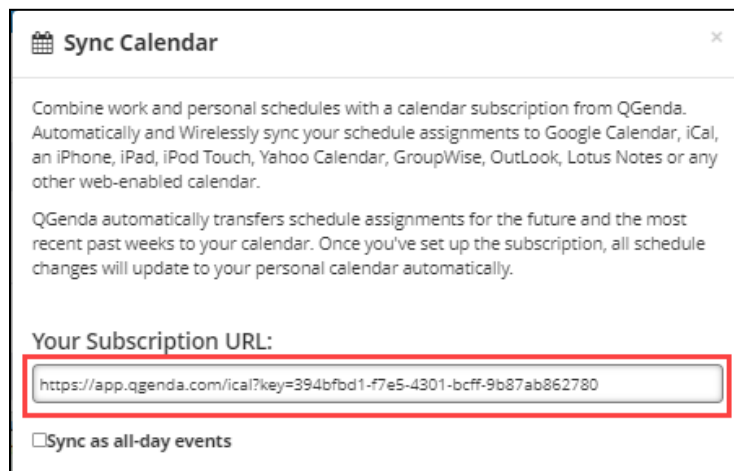 Sync Calendar ×
Combine work and personal schedules with a calendar subscription from QGenda.
Automatically and Wirelessly sync your schedule assignments to Google Calendar, iCal,
an iPhone, iPad, iPod Touch, Yahoo Calendar, GroupWise, OutLook, Lotus Notes or any
other web-enabled calendar.
QGenda automatically transfers schedule assignments for the future and the most
recent past weeks to your calendar. Once you've set up the subscription, all schedule
changes will update to your personal calendar automatically.
Your Subscription URL:
https://app.qgenda.com/ical?key=394bfbd1-f7e5-4301-bcff-9b87ab862780
Sync as all-day events